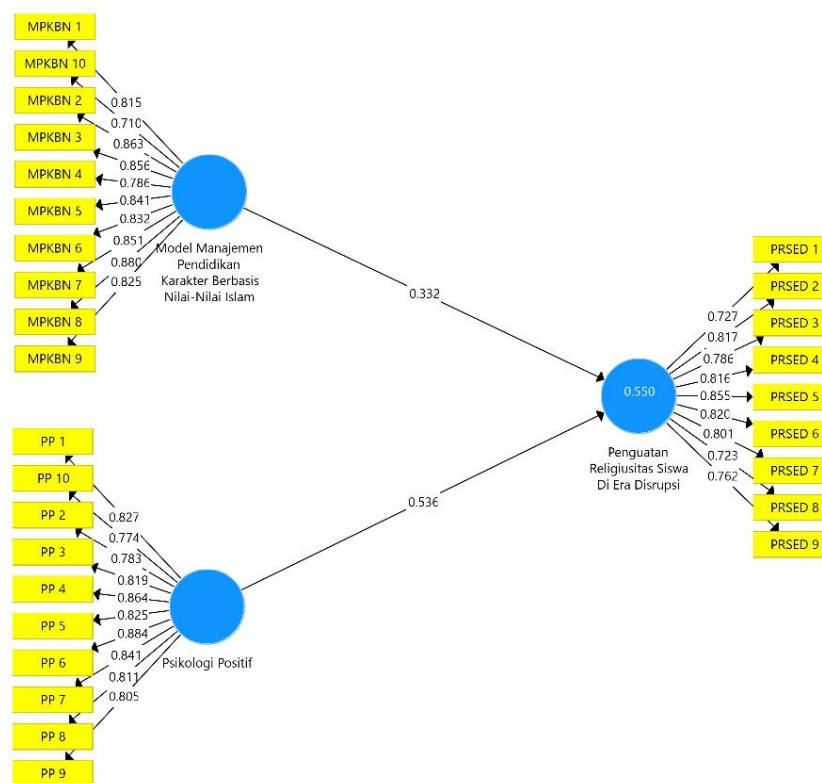 MPKBN 1
MPKBN 10
MPKBN 2
MPKBN 3
MPKBN 4
MPKBN 5
MPKBN 6
MPKBN 7
MPKBN 8
MPKBN 9
0.815
0.710
0.863
0.856
0.786
0.841
0.832
0.851
0.880
0.825
Model Manajemen
Pendidikan
Karakter Berbasis
Nilai-Nilai Islam
0.332
PP 1
PP 10
PP 2
PP 3
PP 4
PP 5
PP 6
PP 7
PP 8
PP 9
0.827
0.774
0.783
0.819
0.864
0.825
0.884
0.841
0.811
0.805
Psikologi Positif
0.536
0.550
Penguatan
Religiusitas Siswa
Di Era Disrupsi
0.727
0.817
0.786
0.816
0.855
0.820
0.801
0.723
0.762
PRSED 1
PRSED 2
PRSED 3
PRSED 4
PRSED 5
PRSED 6
PRSED 7
PRSED 8
PRSED 9